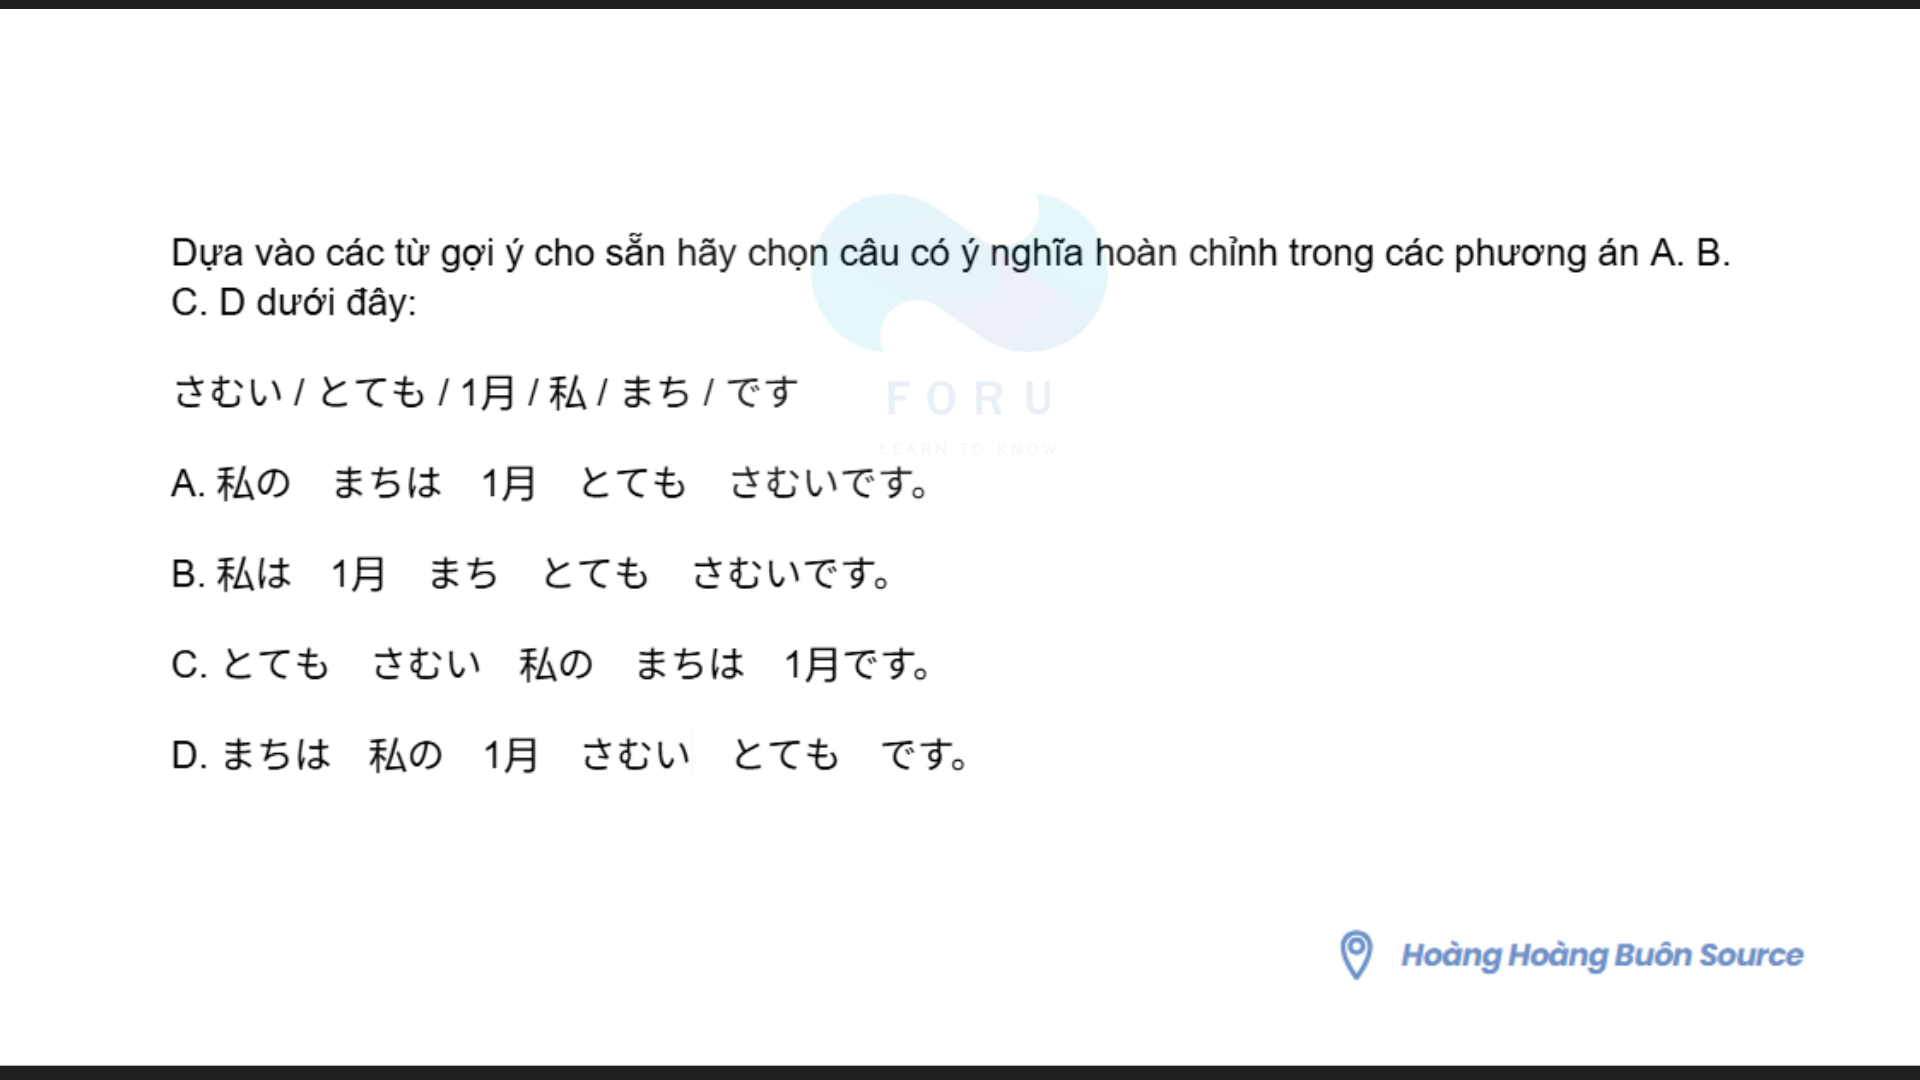 Dựa vào các từ gợi ý cho sẵn hãy chọn câu có ý nghĩa hoàn chỉnh trong các phương án A. B.
C. D dưới đây:
さむい / とても / 1月 / 私 / まち / です
FORU
LEARN TO KNOW
A. 私の　まちは　1月　とても　さむいです。
B. 私は　1月　まち　とても　さむいです。
C. とても　さむい　私の　まちは　1月です。
D. まちは　私の　1月　さむい　とても　です。
Hoàng Hoàng Buôn Source